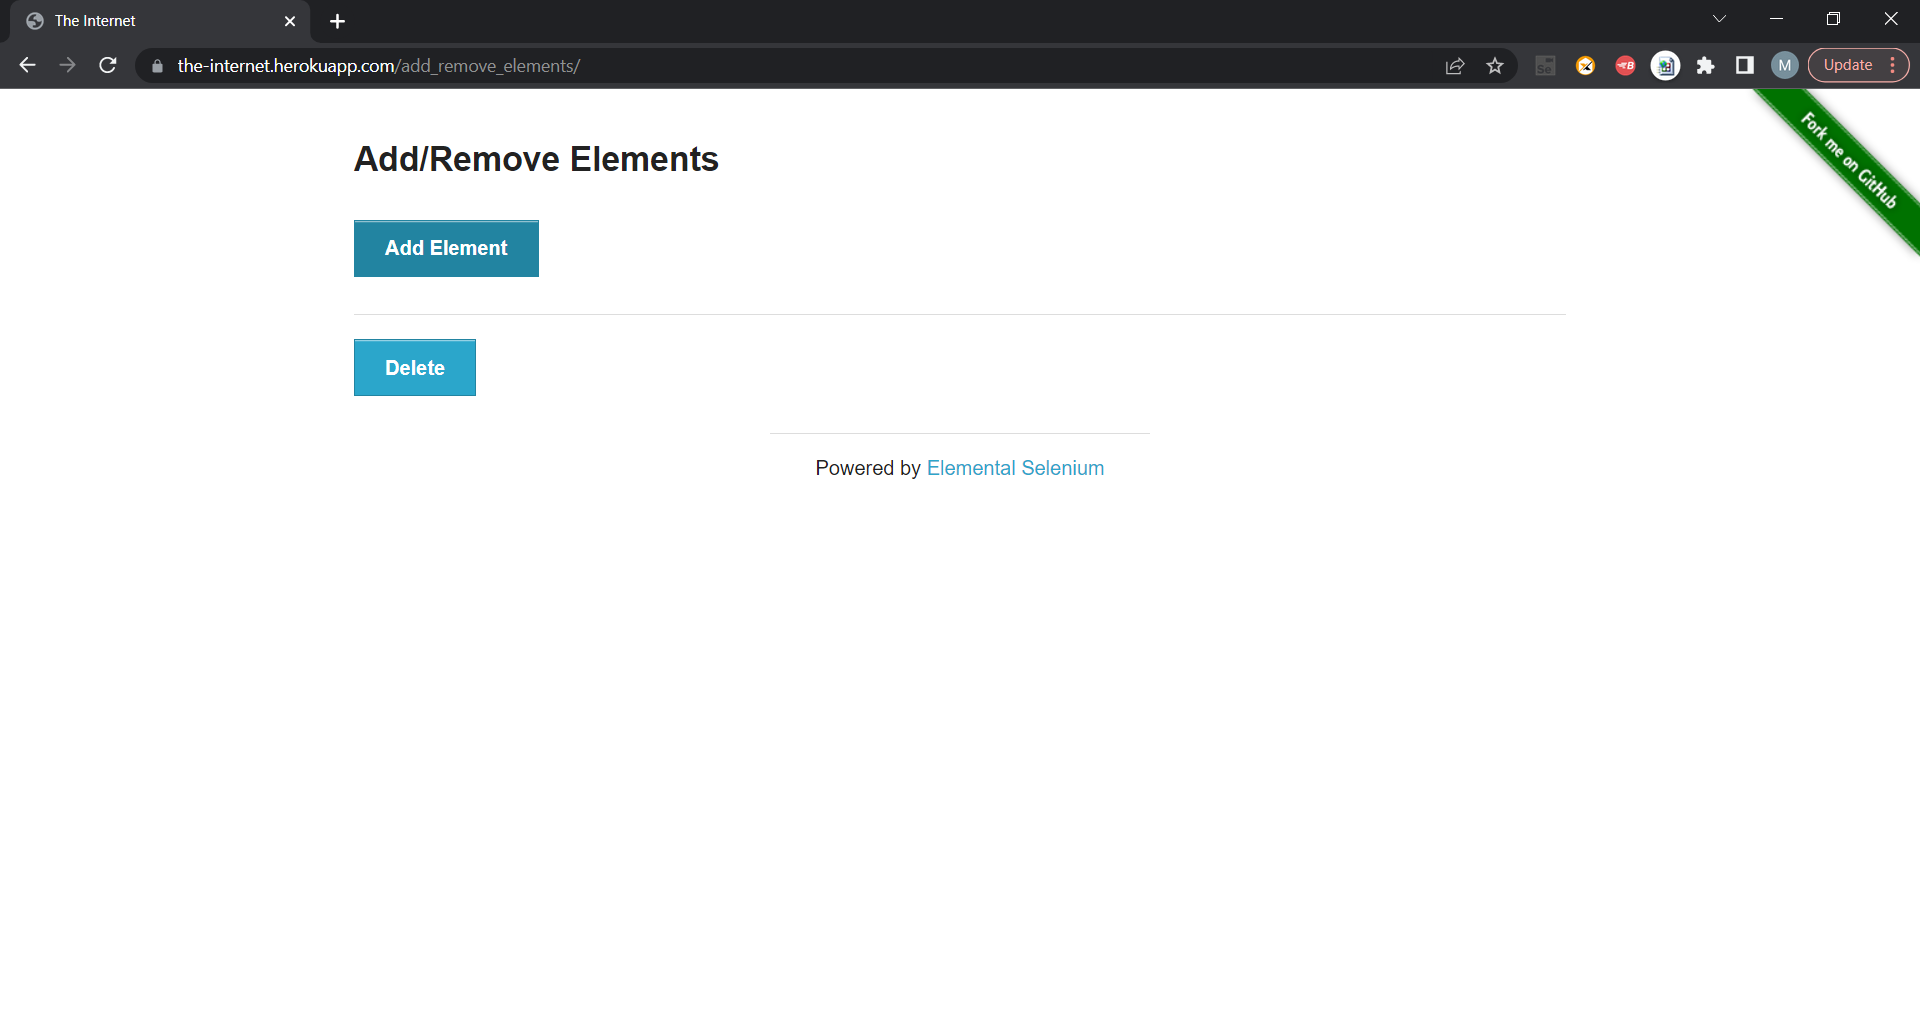 The Internet
the-internet.herokuapp.com/add_remove_elements/
Se
B
M
Update
Fork me on GitHub
Add/Remove Elements
Add Element
Delete
Powered by Elemental Selenium